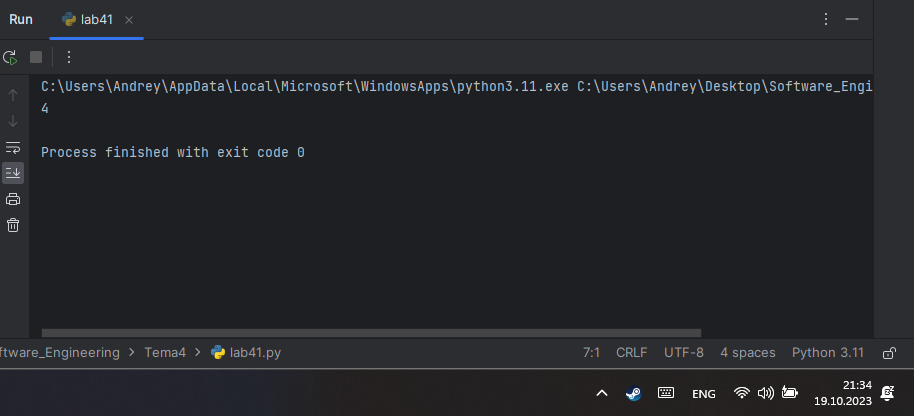 Run lab41
C:\Users\Andrey\AppData\Local\Microsoft\WindowsApps\python3.11.exe C:\Users\Andrey\Desktop\Software_Engi
4
Process finished with exit code 0
ftware_Engineering > Tema4 > lab41.py 7:1 CRLF UTF-8 4 spaces Python 3.11
ENG 21:34
19.10.2023